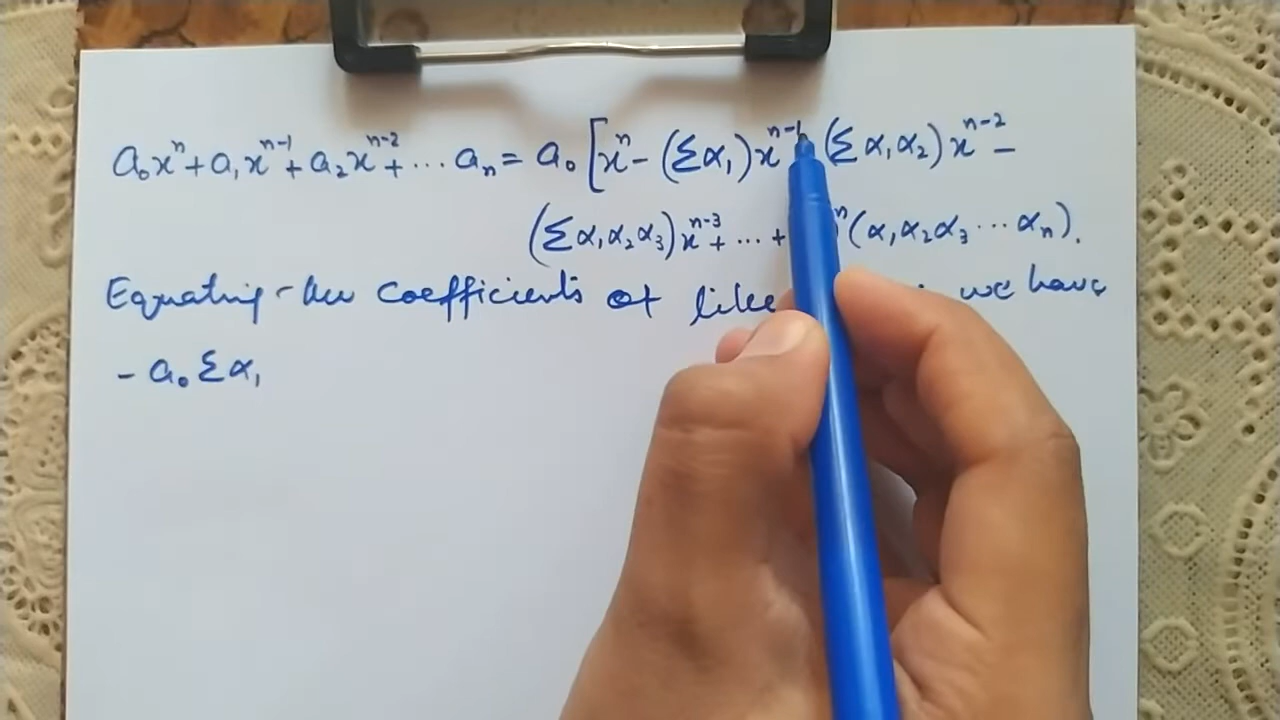 a₀xⁿ + a₁xⁿ⁻¹ + a₂xⁿ⁻² + ... aₙ = a₀ [xⁿ - (Σα₁)xⁿ⁻¹ (Σα₁α₂)xⁿ⁻² -
(Σα₁α₂α₃)xⁿ⁻³ + ... + ⁿ(α₁α₂α₃ ... αₙ).
Equating the coefficients of like we have
- a₀Σα₁